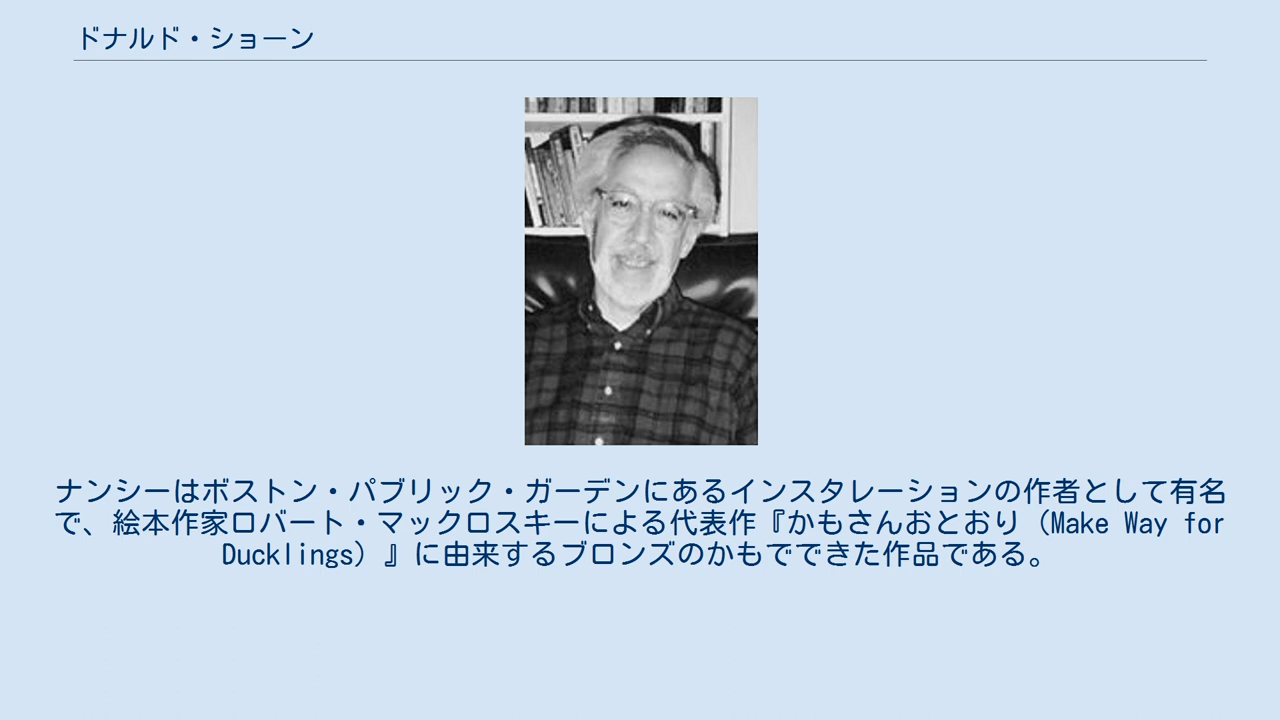 ドナルド・ショーン
ナンシーはボストン・パブリック・ガーデンにあるインスタレーションの作者として有名
で、絵本作家ロバート・マックロスキーによる代表作『かもさんおとおり（Make Way for
Ducklings）』に由来するブロンズのかもでできた作品である。